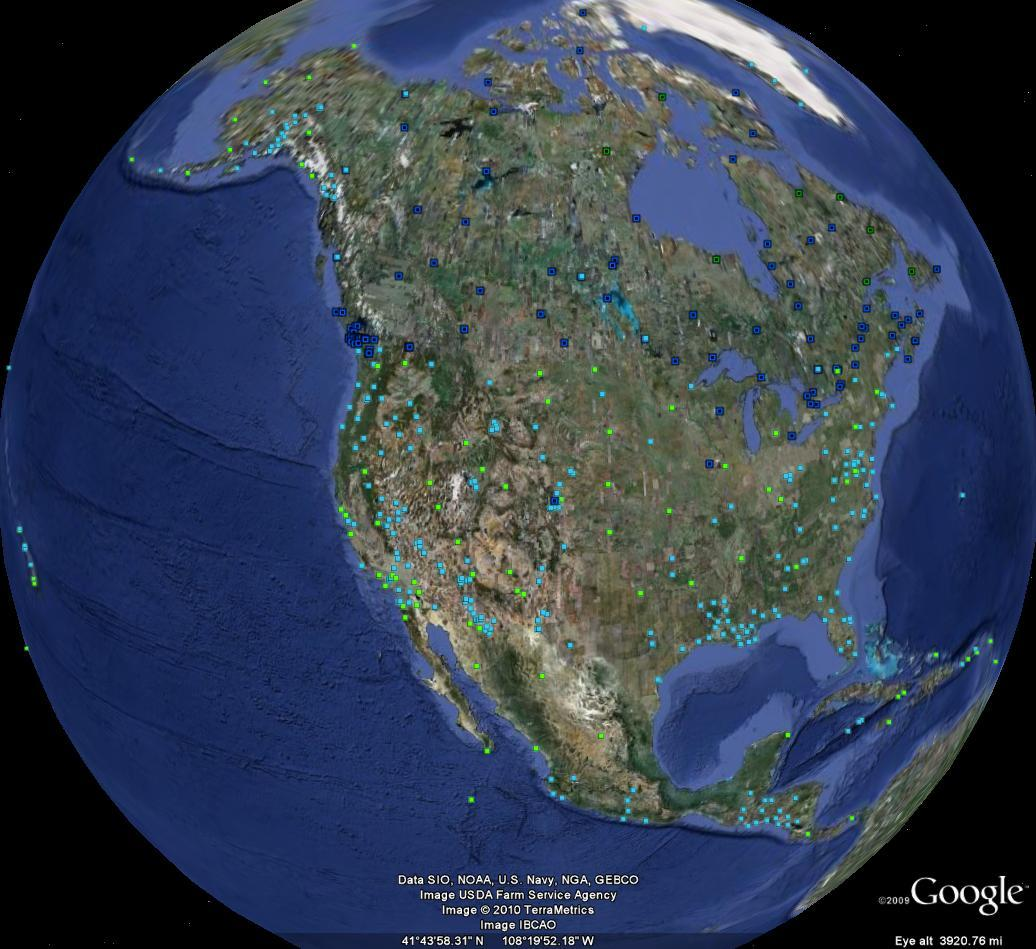 Data SIO, NOAA, U.S. Navy, NGA, GEBCO
Image USDA Farm Service Agency
Image © 2010 TerraMetrics
Image IBCAO
©2009 Google
41°43'58.31" N 108°19'52.18" W
Eye alt 3920.76 mi